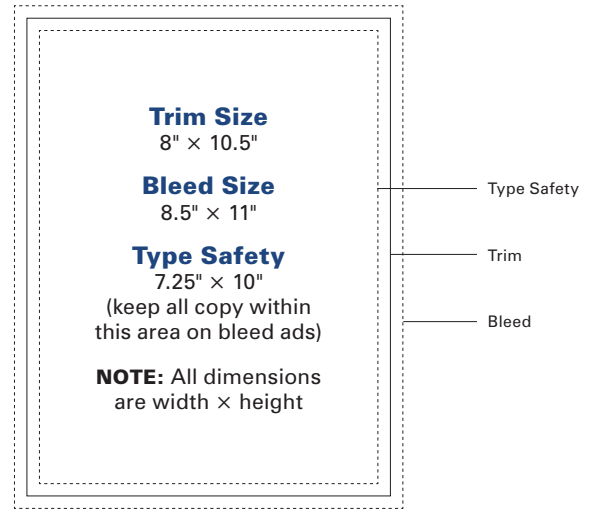 Trim Size
8" × 10.5"
Bleed Size
8.5" × 11"
Type Safety
7.25" × 10"
(keep all copy within
this area on bleed ads)
NOTE: All dimensions
are width × height
Type Safety
Trim
Bleed